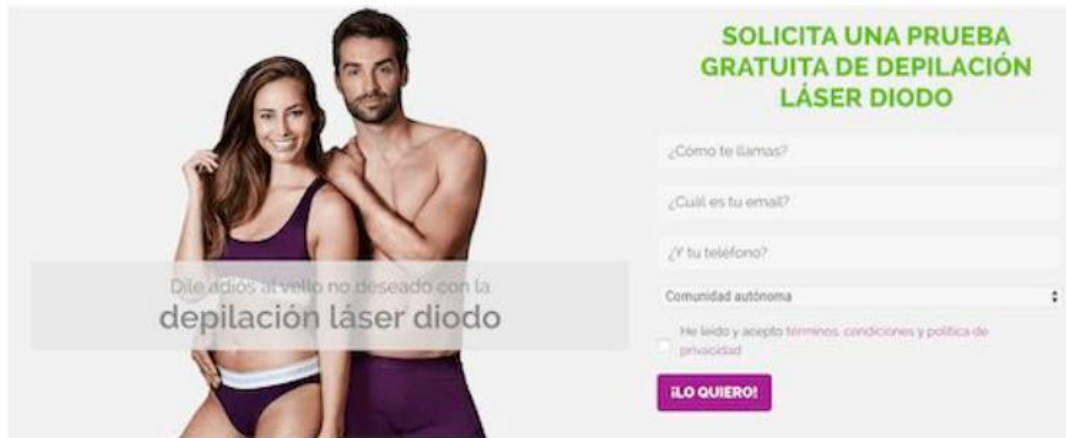 SOLICITA UNA PRUEBA
GRATUITA DE DEPILACIÓN
LÁSER DIODO
¿Cómo te llamas?
¿Cuál es tu email?
¿Y tu teléfono?
Comunidad autónoma
He leído y acepto términos, condiciones y política de
privacidad
¡LO QUIERO!
Dile adiós al vello no deseado con la
depilación láser diodo